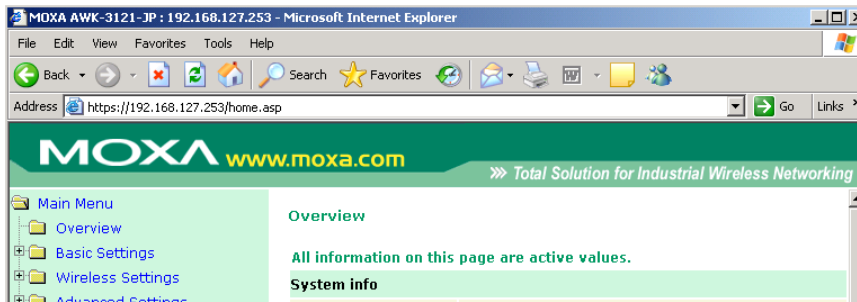 MOXA AWK-3121-JP : 192.168.127.253 - Microsoft Internet Explorer
File Edit View Favorites Tools Help
Back Search Favorites
Address https://192.168.127.253/home.asp Go Links
MOXA www.moxa.com
Total Solution for Industrial Wireless Networking
Main Menu
Overview
Basic Settings
Wireless Settings
Advanced Settings
Overview
All information on this page are active values.
System info